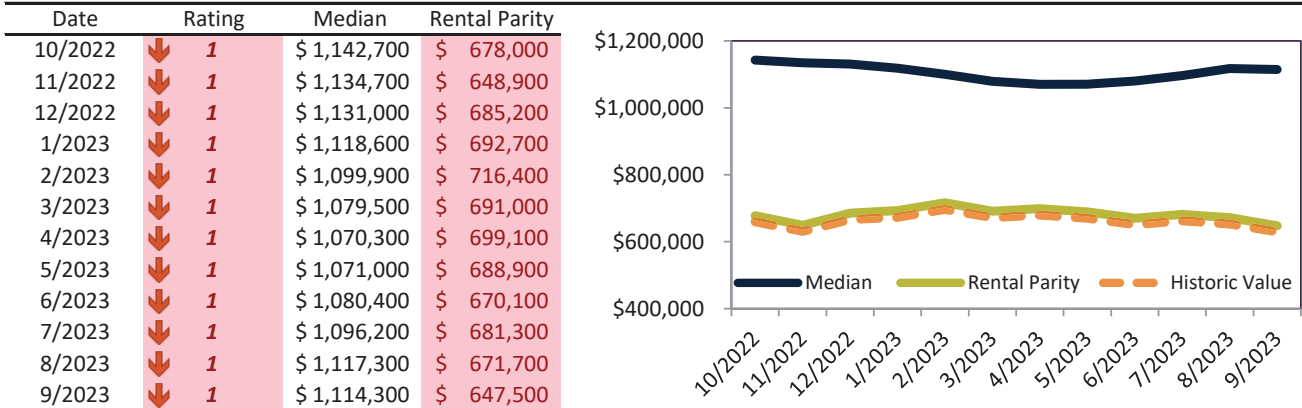 Date Rating Median Rental Parity
10/2022 1 $ 1,142,700 $ 678,000
11/2022 1 $ 1,134,700 $ 648,900
12/2022 1 $ 1,131,000 $ 685,200
1/2023 1 $ 1,118,600 $ 692,700
2/2023 1 $ 1,099,900 $ 716,400
3/2023 1 $ 1,079,500 $ 691,000
4/2023 1 $ 1,070,300 $ 699,100
5/2023 1 $ 1,071,000 $ 688,900
6/2023 1 $ 1,080,400 $ 670,100
7/2023 1 $ 1,096,200 $ 681,300
8/2023 1 $ 1,117,300 $ 671,700
9/2023 1 $ 1,114,300 $ 647,500
$1,200,000
$1,000,000
$800,000
$600,000
$400,000
Median Rental Parity Historic Value
10/2022 11/2022 12/2022 1/2023 2/2023 3/2023 4/2023 5/2023 6/2023 7/2023 8/2023 9/2023